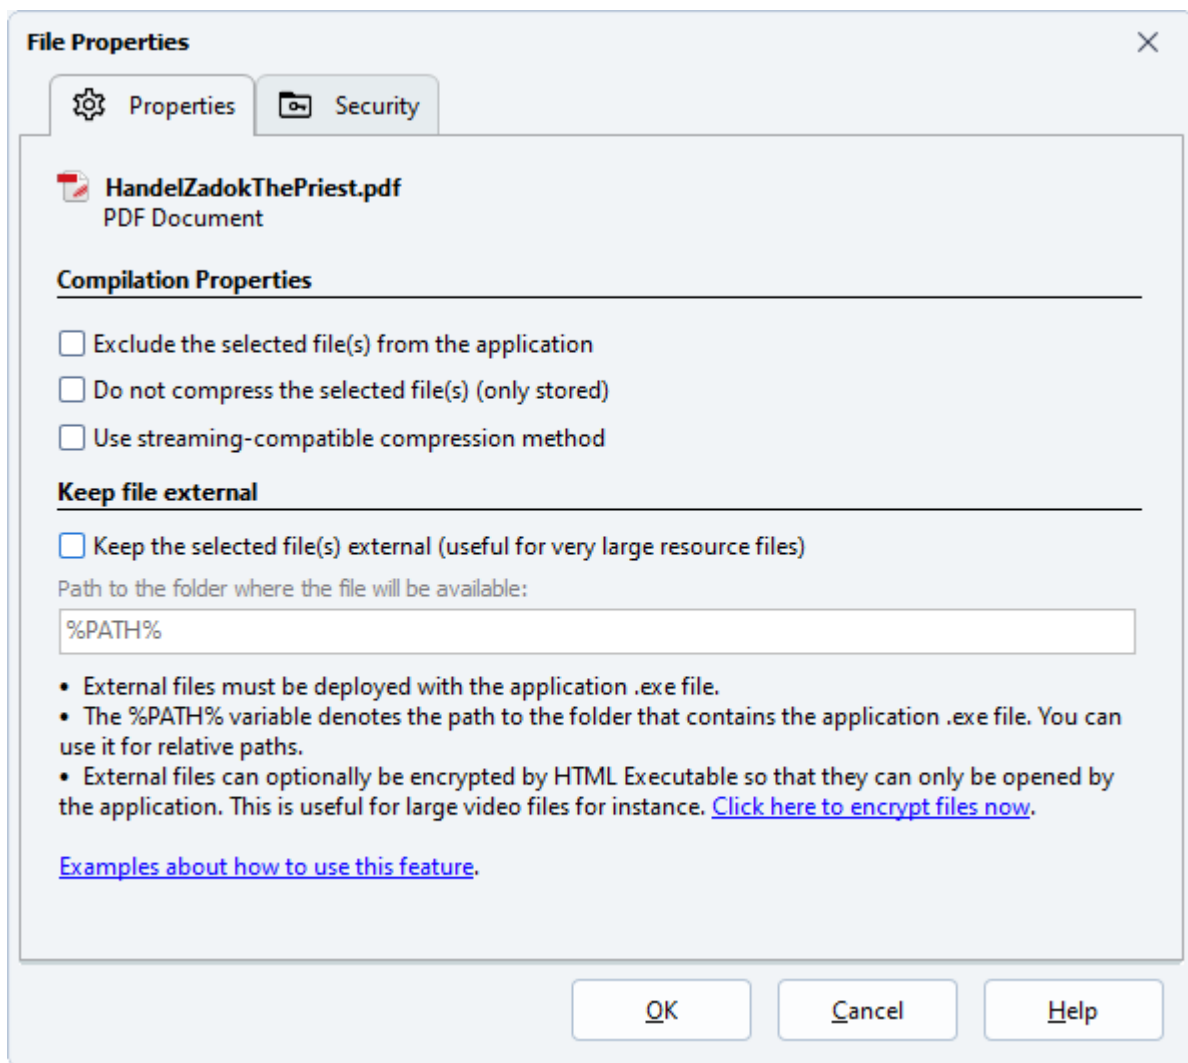 File Properties
Properties
Security
HandelZadokThePriest.pdf
PDF Document
Compilation Properties
Exclude the selected file(s) from the application
Do not compress the selected file(s) (only stored)
Use streaming-compatible compression method
Keep file external
Keep the selected file(s) external (useful for very large resource files)
Path to the folder where the file will be available:
%PATH%
• External files must be deployed with the application .exe file.
• The %PATH% variable denotes the path to the folder that contains the application .exe file. You can
use it for relative paths.
• External files can optionally be encrypted by HTML Executable so that they can only be opened by
the application. This is useful for large video files for instance. Click here to encrypt files now.
Examples about how to use this feature.
OK
Cancel
Help